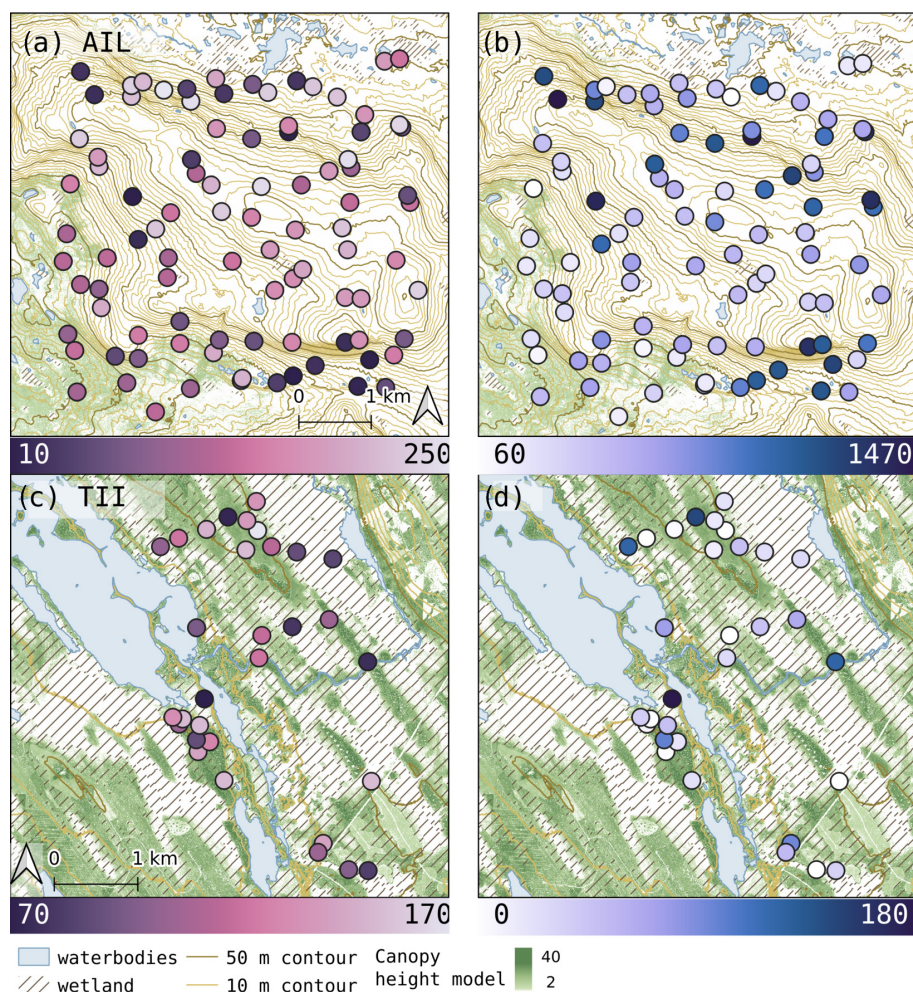 (a) AIL
(b)
0
1 km
10
250
60
1470
(c) TII
(d)
0
1 km
70
170
0
180
waterbodies
50 m contour
Canopy
40
wetland
10 m contour
height model
2